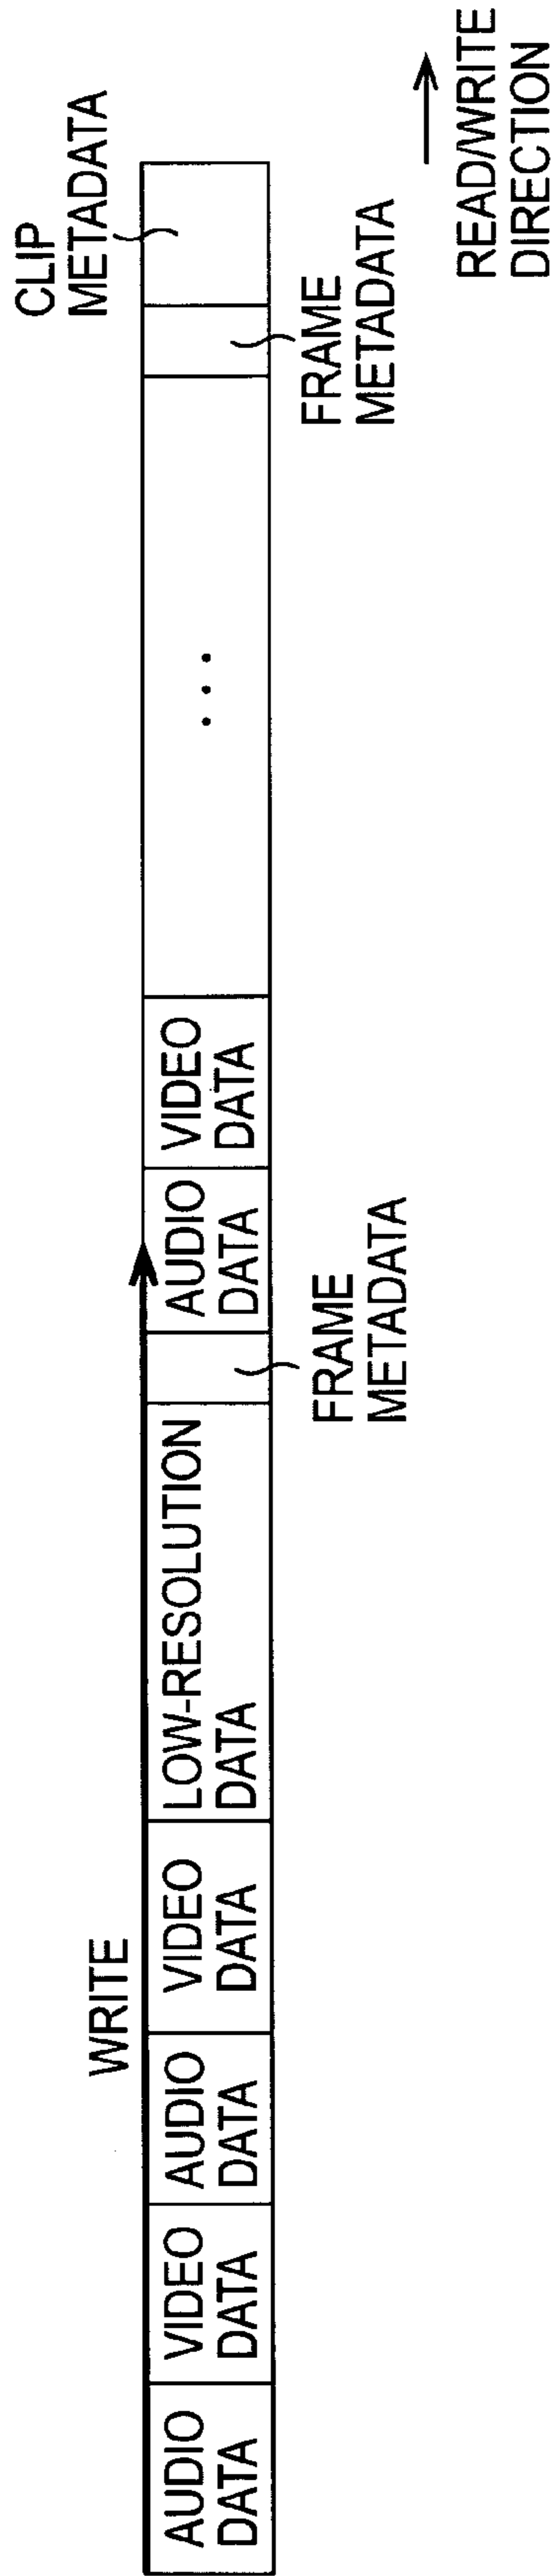 WRITE
AUDIO
DATA
VIDEO
DATA
AUDIO
DATA
VIDEO
DATA
LOW-RESOLUTION
DATA
FRAME
METADATA
AUDIO
DATA
VIDEO
DATA
...
FRAME
METADATA
CLIP
METADATA
READ/WRITE
DIRECTION